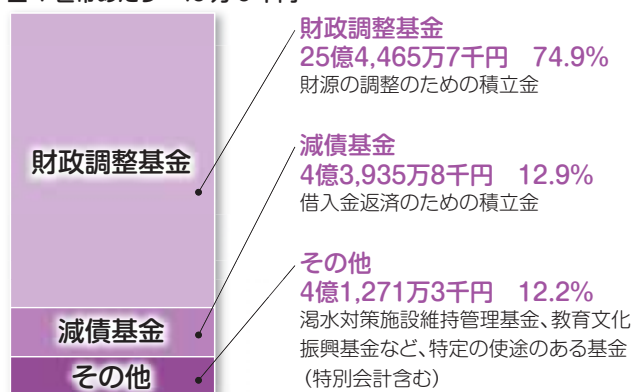 財政調整基金
25億4,465万7千円 74.9%
財源の調整のための積立金
財政調整基金
減債基金
4億3,935万8千円 12.9%
借入金返済のための積立金
その他
4億1,271万3千円 12.2%
渇水対策施設維持管理基金、教育文化
振興基金など、特定の使途のある基金
（特別会計含む）
減債基金
その他